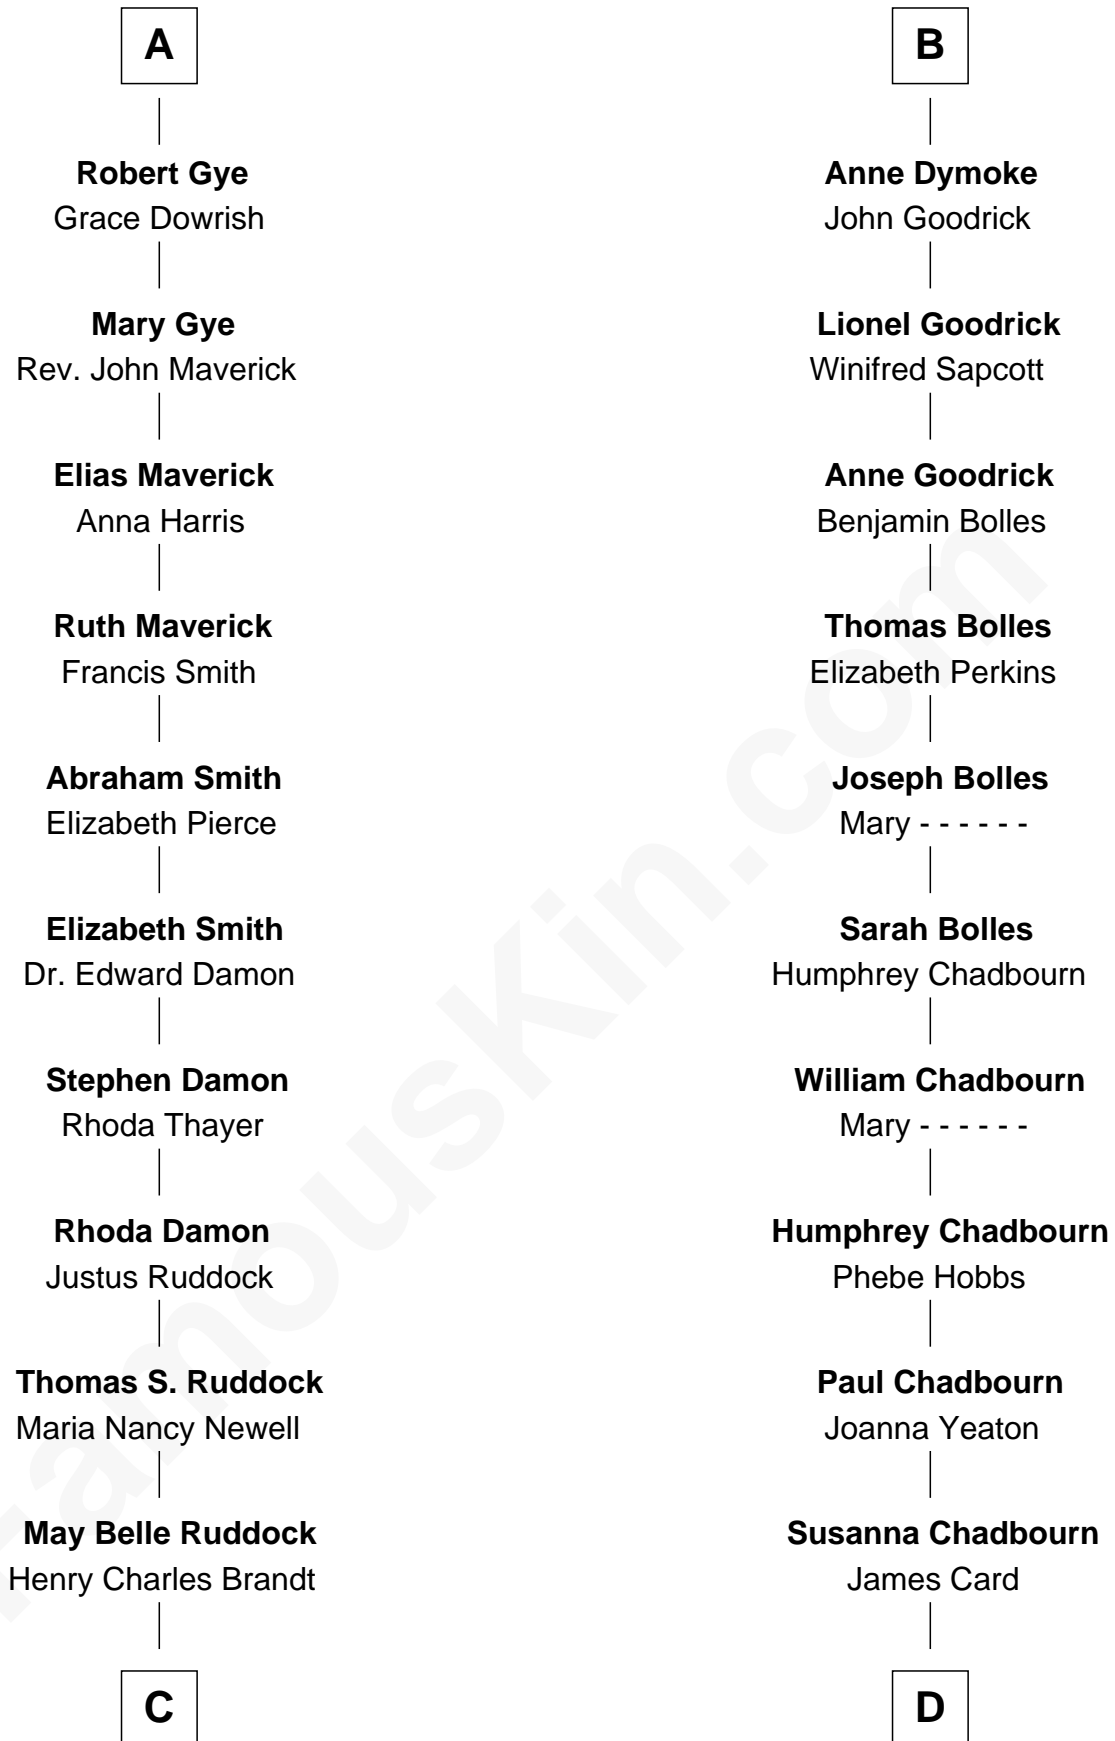 A
Robert Gye
Grace Dowrish
Mary Gye
Rev. John Maverick
Elias Maverick
Anna Harris
Ruth Maverick
Francis Smith
Abraham Smith
Elizabeth Pierce
Elizabeth Smith
Dr. Edward Damon
Stephen Damon
Rhoda Thayer
Rhoda Damon
Justus Ruddock
Thomas S. Ruddock
Maria Nancy Newell
May Belle Ruddock
Henry Charles Brandt
C
B
Anne Dymoke
John Goodrick
Lionel Goodrick
Winifred Sapcott
Anne Goodrick
Benjamin Bolles
Thomas Bolles
Elizabeth Perkins
Joseph Bolles
Mary - - - - - -
Sarah Bolles
Humphrey Chadbourn
William Chadbourn
Mary - - - - - -
Humphrey Chadbourn
Phebe Hobbs
Paul Chadbourn
Joanna Yeaton
Susanna Chadbourn
James Card
D
FamousKin.com